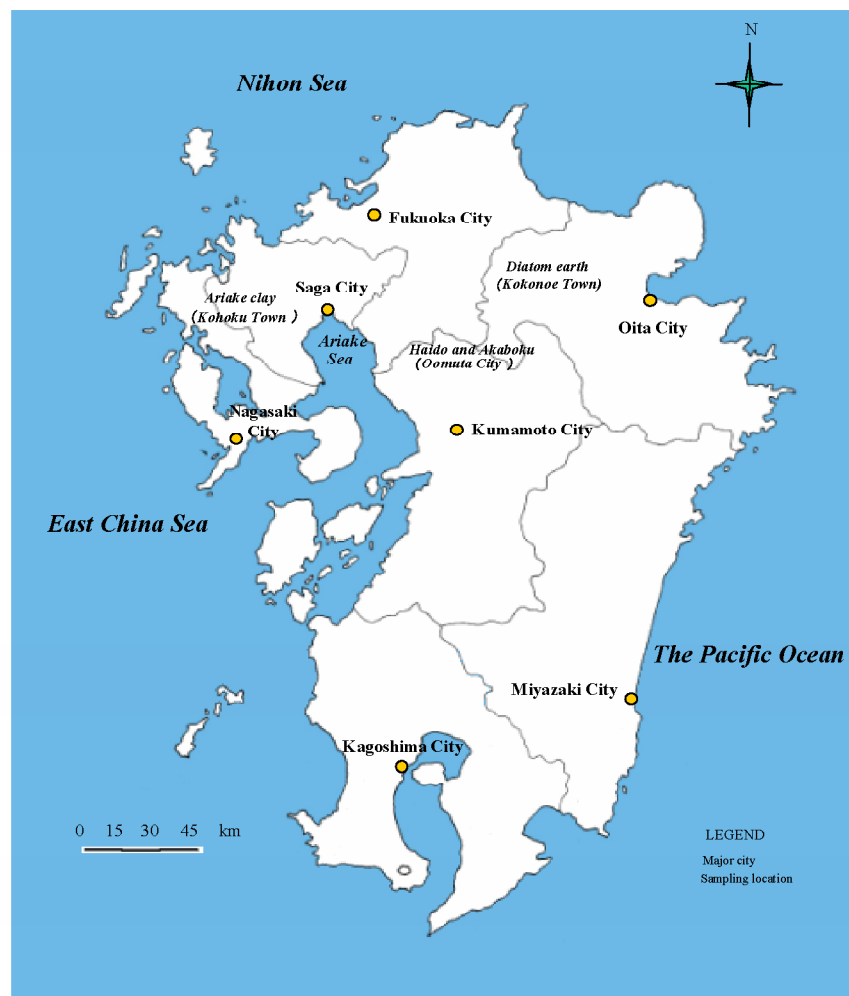 N
Nihon Sea
Fukuoka City
Diatom earth
(Kokonoe Town)
Saga City
Ariake clay
(Kohoku Town )
Oita City
Ariake
Sea
Haido and Akaboku
(Oomuta City )
Nagasaki
City
Kumamoto City
East China Sea
The Pacific Ocean
Miyazaki City
Kagoshima City
0 15 30 45 km
LEGEND
Major city
Sampling location